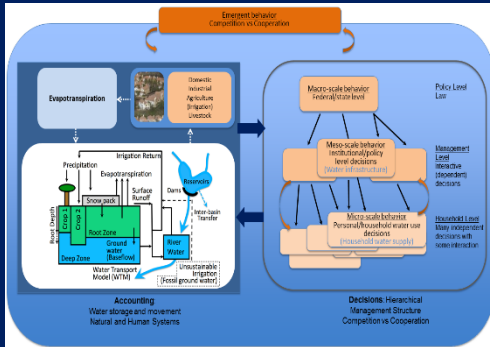 Emergent behavior
Competition vs Cooperation
Evapotranspiration
Domestic
Industrial
Agriculture
(Irrigation)
Livestock
Irrigation Return
Precipitation
Evapotranspiration
Surface
Runoff
Dams
Reservoirs
Inter-basin
Transfer
Snow pack
Crop 1
Crop 2
Root Depth
Root Zone
Ground
water
(Baseflow)
Deep Zone
River
Water
Water Transport
Model (WTM)
Unsustainable
Irrigation
(Fossil ground water)
Accounting:
Water storage and movement
Natural and Human Systems
Macro-scale behavior
Federal/state level
Policy Level
Law
Meso-scale behavior
Institutional/policy
level decisions
(Water infrastructure)
Management
Level
Interactive
(dependent)
decisions
Micro-scale behavior
Personal/household water use
decisions
(Household water supply)
Household Level
Many independent
decisions with
some interaction
Decisions: Hierarchical
Management Structure
Competition vs Cooperation